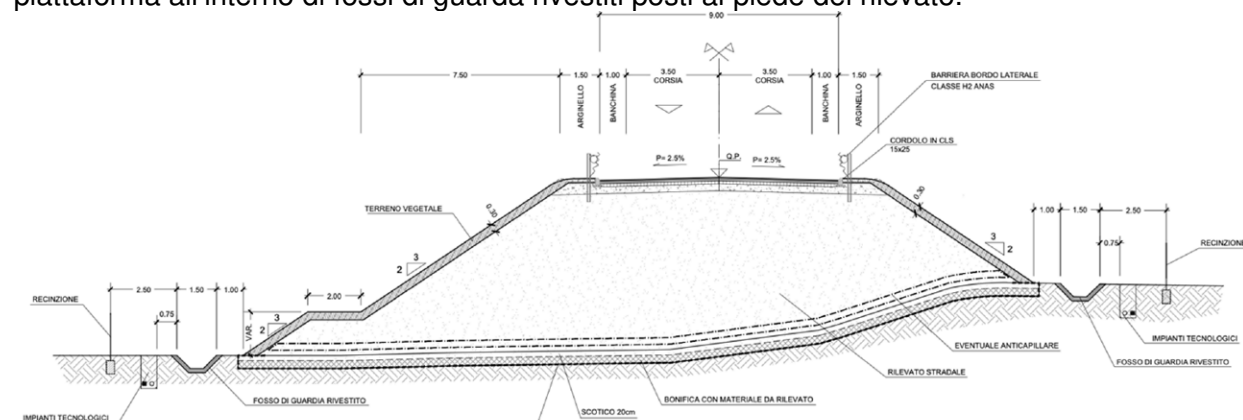 piattaforma all'interno di fossi di guarda rivestiti posti al piede del rilevato.
9.00
7.50
1.50
1.00
3.50
3.50
1.00
1.50
CORSIA
CORSIA
ARGINELLO
BANCHINA
BANCHINA
ARGINELLO
BARRIERA BORDO LATERALE
CLASSE H2 ANAS
CORDOLO IN CLS
15x25
P= 2.5%
Q.P.
P= 2.5%
TERRENO VEGETALE
0.30
0.30
3
2
3
2
1.00
1.50
2.50
0.75
RECINZIONE
RECINZIONE
2.50
1.50
1.00
0.75
2.00
VAR.
3
2
IMPIANTI TECNOLOGICI
EVENTUALE ANTICAPILLARE
FOSSO DI GUARDIA RIVESTITO
RILEVATO STRADALE
FOSSO DI GUARDIA RIVESTITO
BONIFICA CON MATERIALE DA RILEVATO
SCOTICO 20cm
IMPIANTI TECNOLOGICI